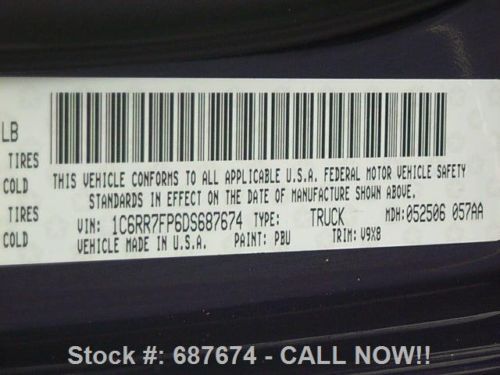 LB
TIRES
COLD
TIRES
COLD
THIS VEHICLE CONFORMS TO ALL APPLICABLE U.S.A. FEDERAL MOTOR VEHICLE SAFETY
STANDARDS IN EFFECT ON THE DATE OF MANUFACTURE SHOWN ABOVE.
VIN: 1C6RR7FP6DS687674 TYPE: TRUCK MDH:052506 057AA
VEHICLE MADE IN U.S.A. PAINT: PBU TRIM: V9X8
Stock #: 687674 - CALL NOW!!